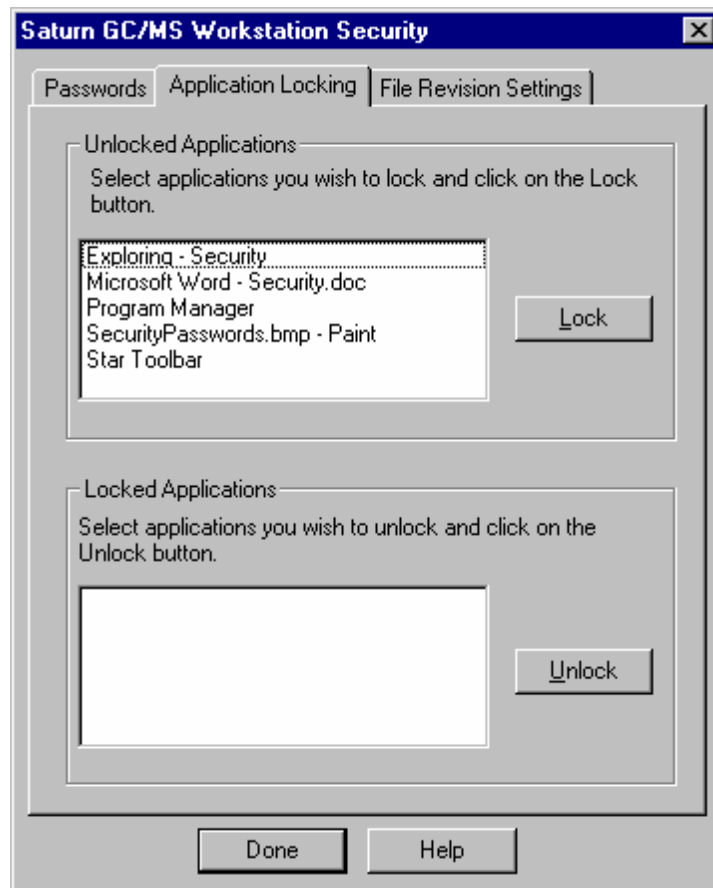 Saturn GC/MS Workstation Security
Passwords Application Locking File Revision Settings
Unlocked Applications
Select applications you wish to lock and click on the Lock
button.
Exploring - Security
Microsoft Word - Security.doc
Program Manager
SecurityPasswords.bmp - Paint
Star Toolbar
Lock
Locked Applications
Select applications you wish to unlock and click on the
Unlock button.
Unlock
Done Help